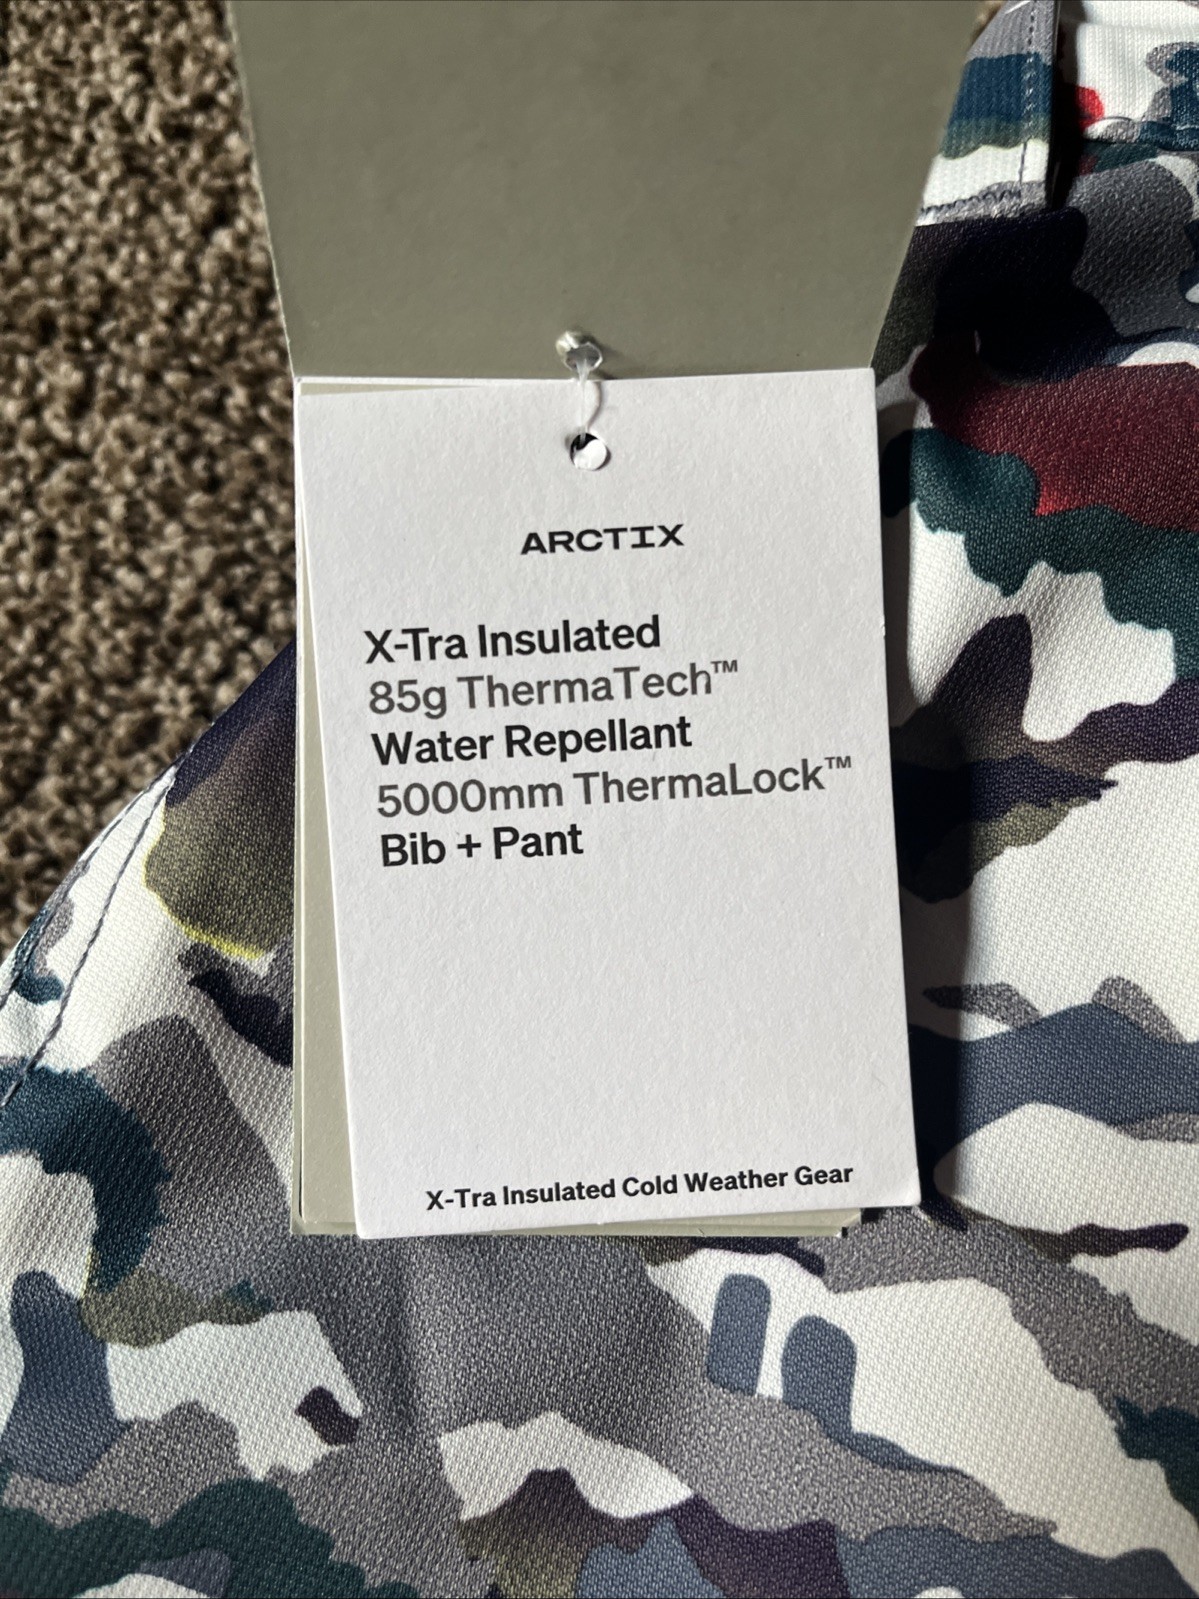 ARCTIX
X-Tra Insulated
85g ThermaTech™
Water Repellant
5000mm ThermaLock™
Bib + Pant
X-Tra Insulated Cold Weather Gear